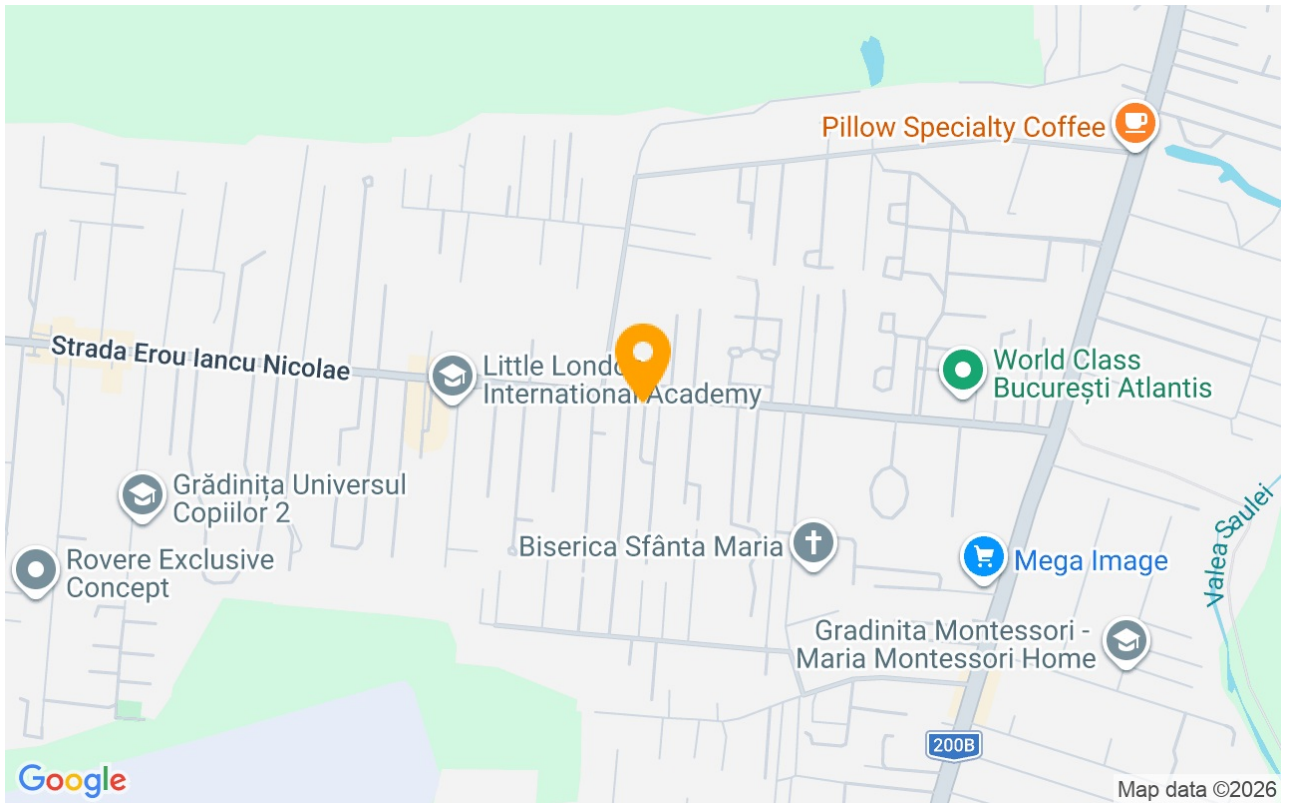 Pillow Specialty Coffee
Strada Erou Iancu Nicolae
Little
International Academy
World Class
București Atlantis
Grădinița Universul
Copiilor 2
Rovere Exclusive
Concept
Biserica Sfânta Maria
Mega Image
Valea Saulei
Gradinita Montessori -
Maria Montessori Home
200B
Google
Map data ©2026